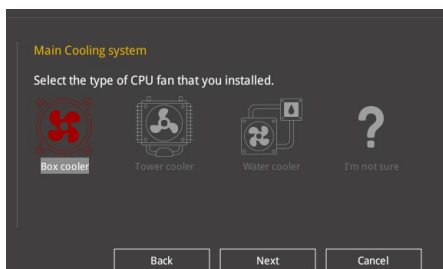 Main Cooling system
Select the type of CPU fan that you installed.
Box cooler Tower cooler Water cooler I'm not sure
Back Next Cancel